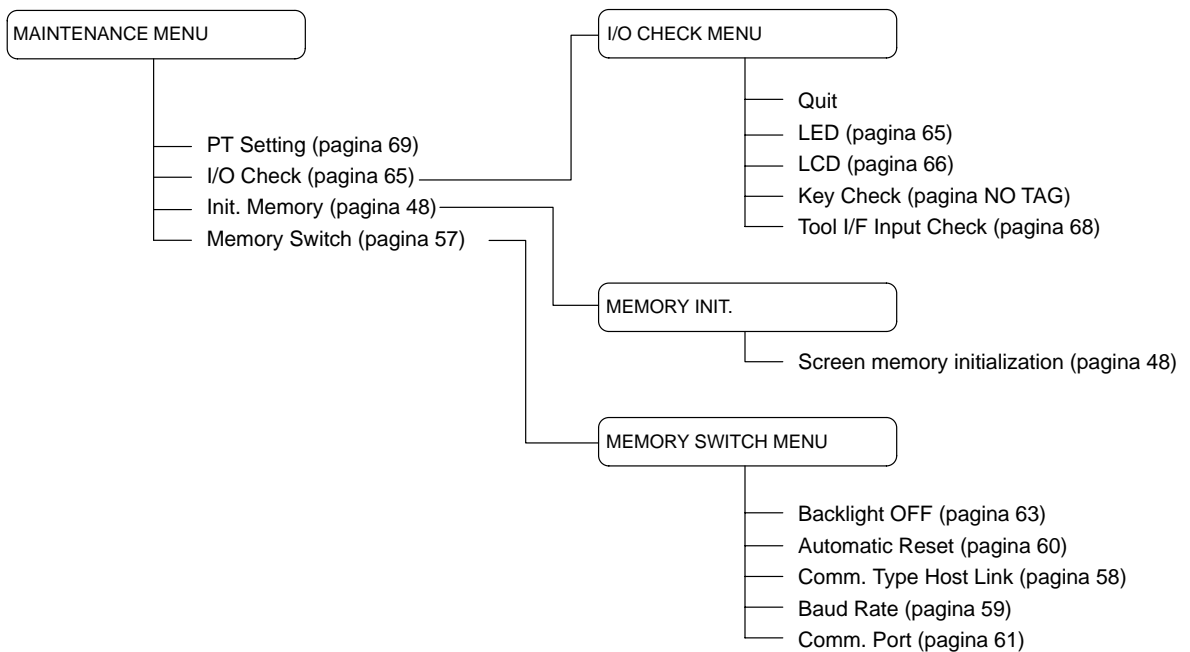 MAINTENANCE MENU
PT Setting (pagina 69)
I/O Check (pagina 65)
Init. Memory (pagina 48)
Memory Switch (pagina 57)
I/O CHECK MENU
Quit
LED (pagina 65)
LCD (pagina 66)
Key Check (pagina NO TAG)
Tool I/F Input Check (pagina 68)
MEMORY INIT.
Screen memory initialization (pagina 48)
MEMORY SWITCH MENU
Backlight OFF (pagina 63)
Automatic Reset (pagina 60)
Comm. Type Host Link (pagina 58)
Baud Rate (pagina 59)
Comm. Port (pagina 61)